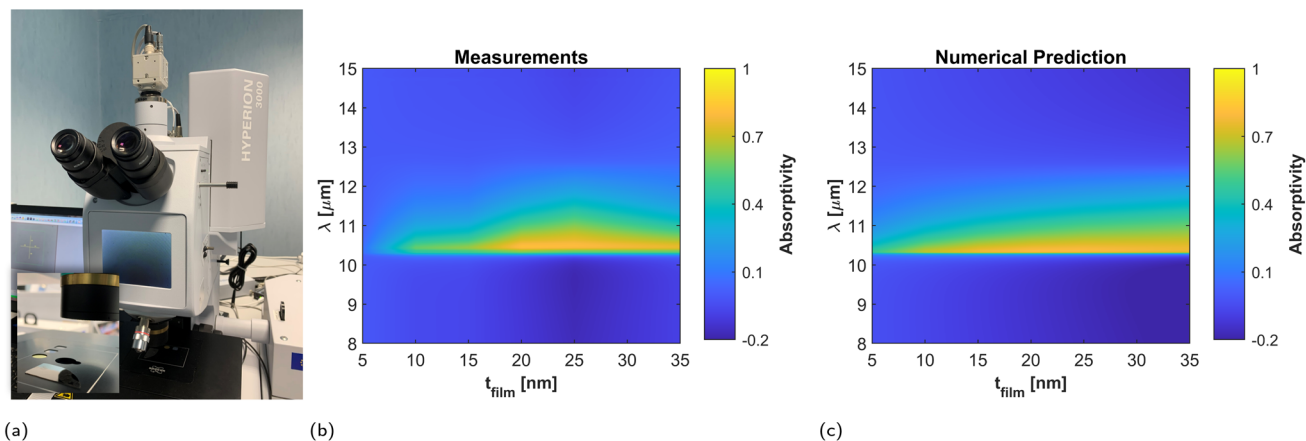 HYPERION
3000
(a)
Measurements
15
14
13
12
11
10
9
8
λ [μm]
5 10 15 20 25 30 35
t_film [nm]
1
0.7
0.4
0.1
-0.2
Absorptivity
(b)
Numerical Prediction
15
14
13
12
11
10
9
8
λ [μm]
5 10 15 20 25 30 35
t_film [nm]
1
0.7
0.4
0.1
-0.2
Absorptivity
(c)